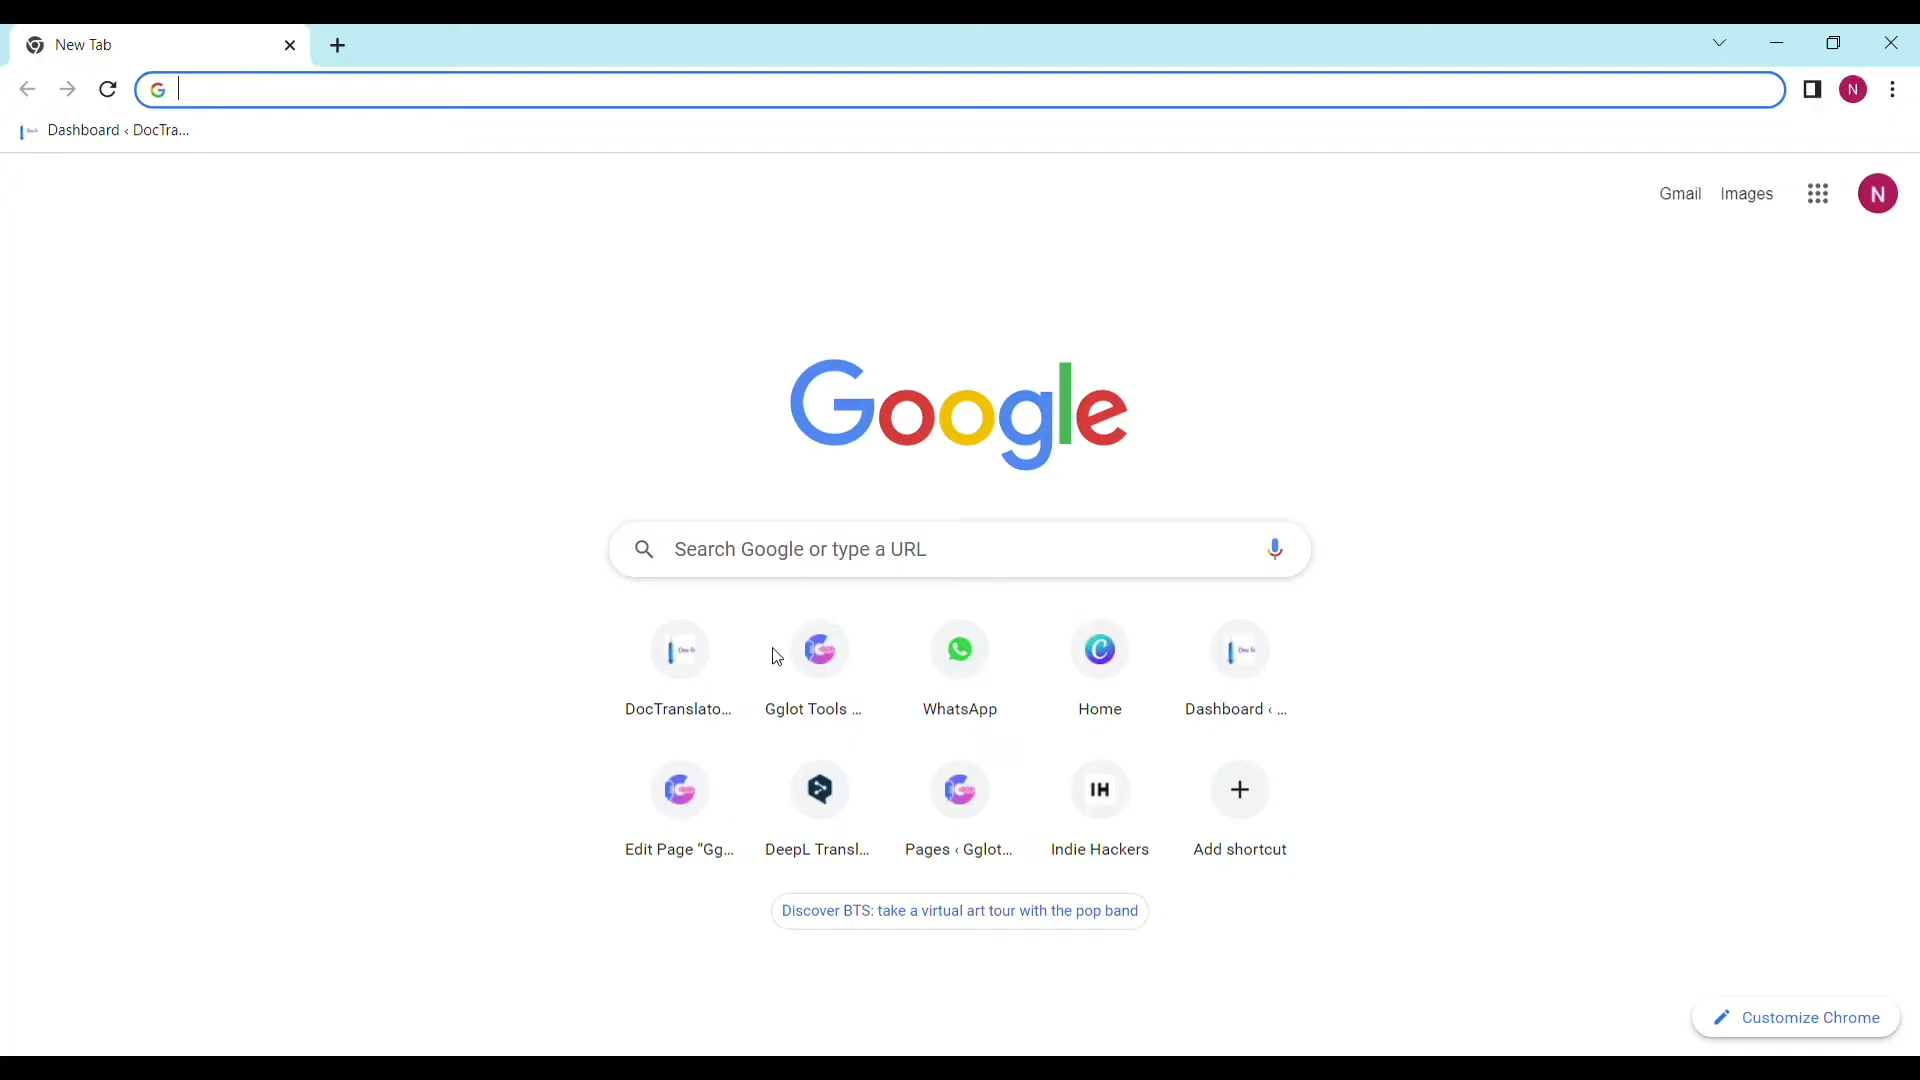 New Tab
Dashboard ‹ DocTra...
Gmail Images N
N
Google
Search Google or type a URL
DocTranslato... Gglot Tools ... WhatsApp Home Dashboard ‹ ...
IH
Edit Page “Gg... DeepL Transl... Pages ‹ Gglot... Indie Hackers Add shortcut
Discover BTS: take a virtual art tour with the pop band
Customize Chrome